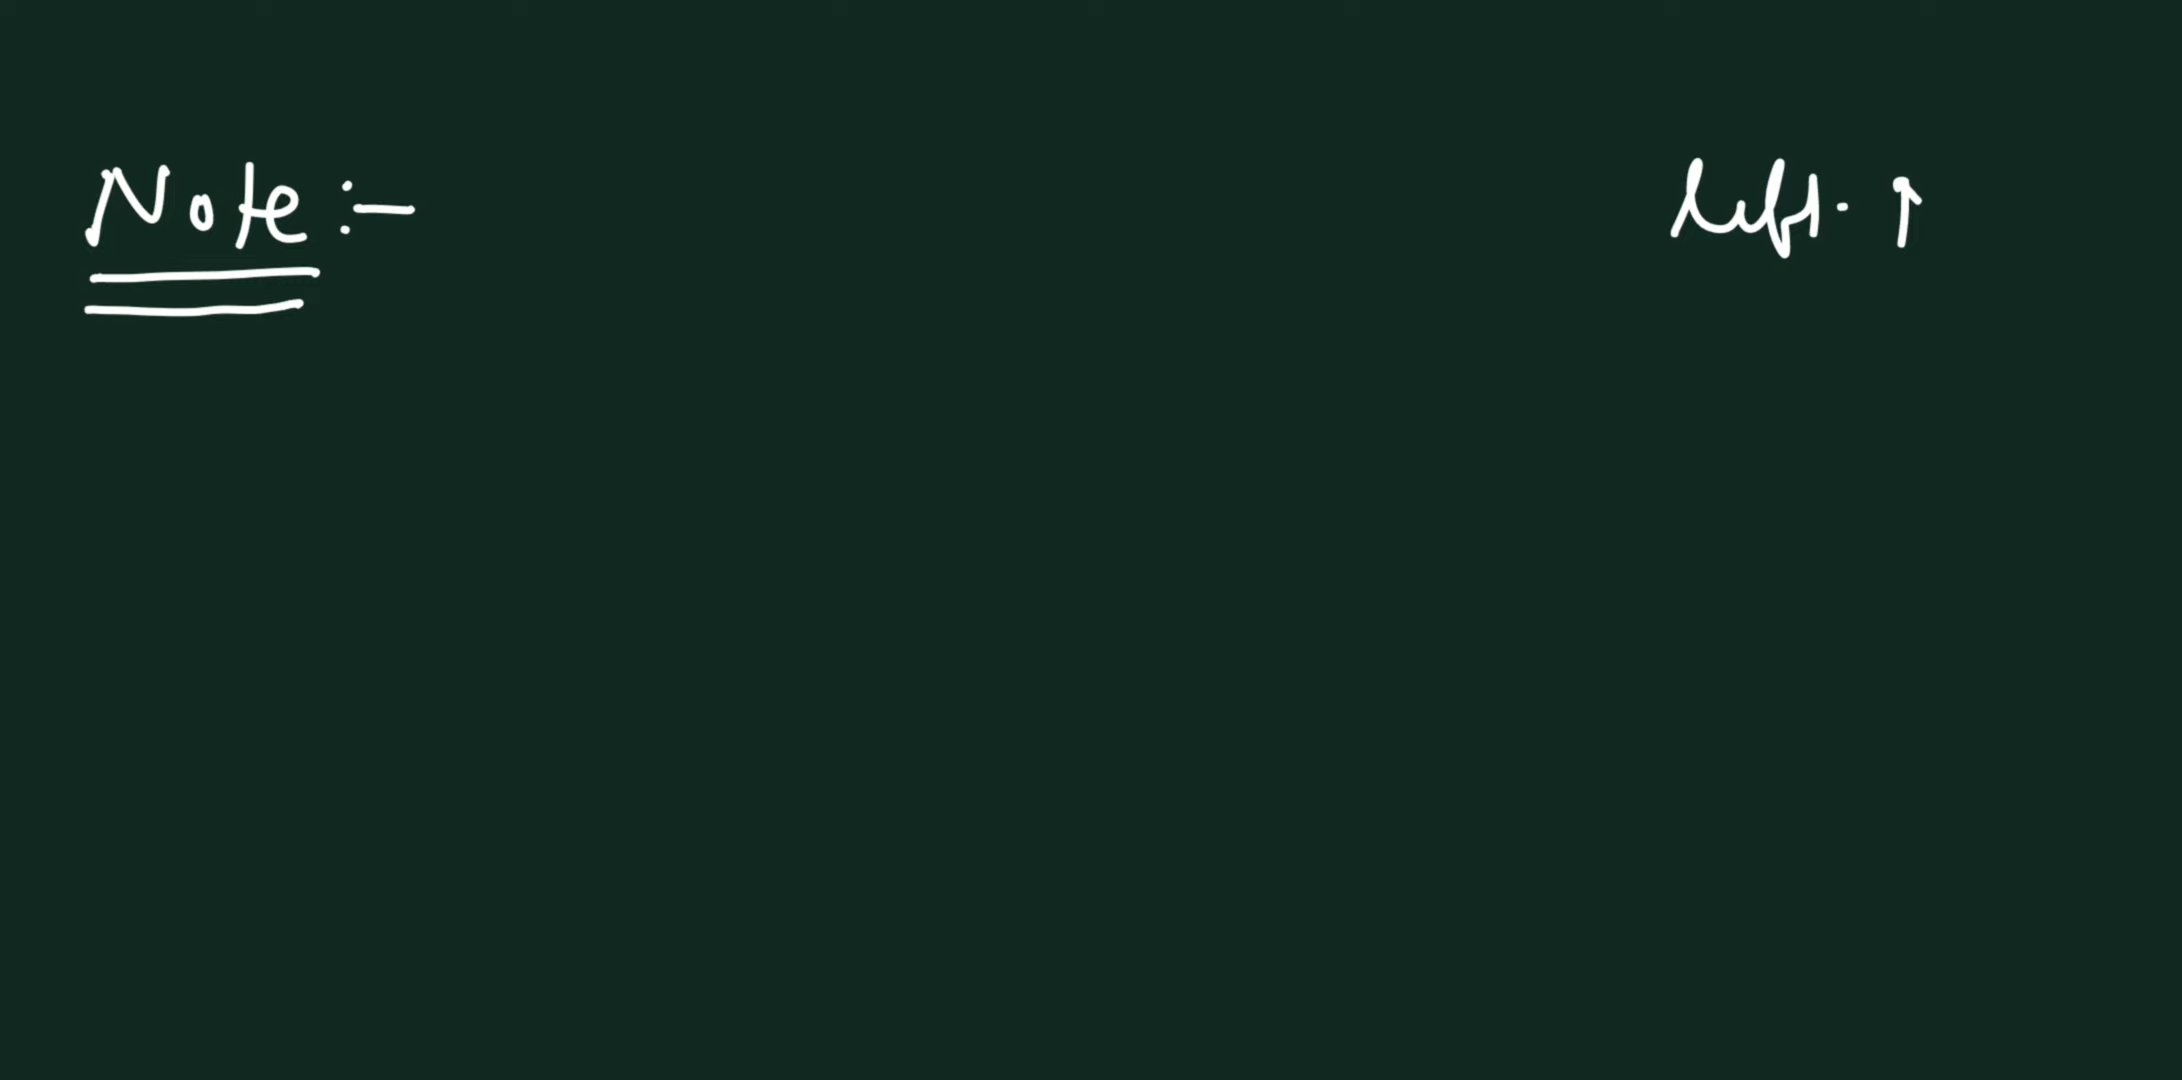 Note :-
lift. ↑